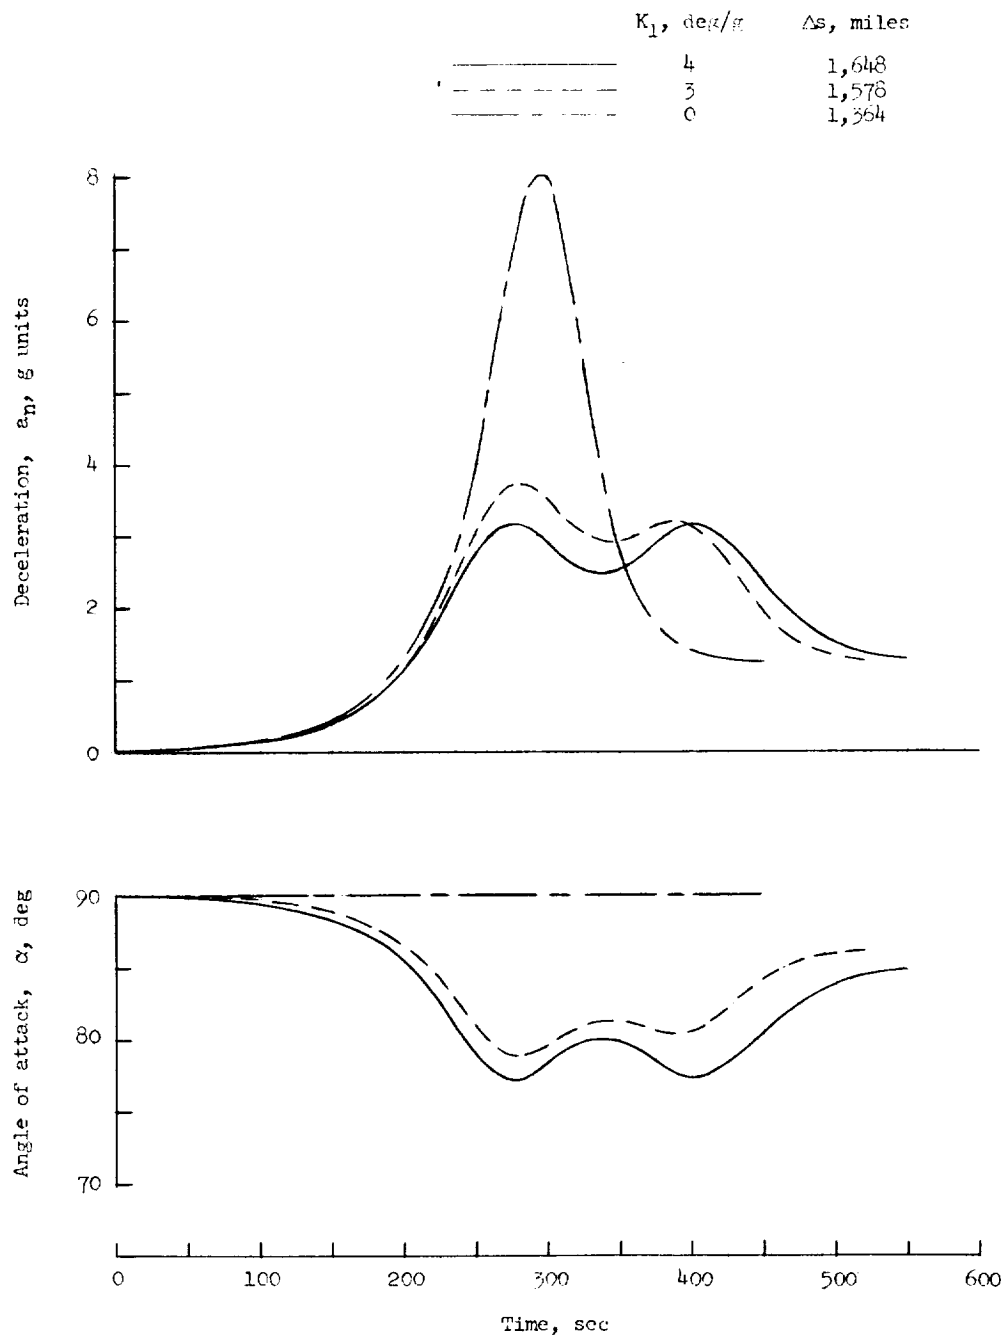 K1, deg/g Δs, miles
4 1,648
3 1,578
0 1,364
8
6
4
2
0
Deceleration, an, g units
90
80
70
Angle of attack, α, deg
0 100 200 300 400 500 600
Time, sec